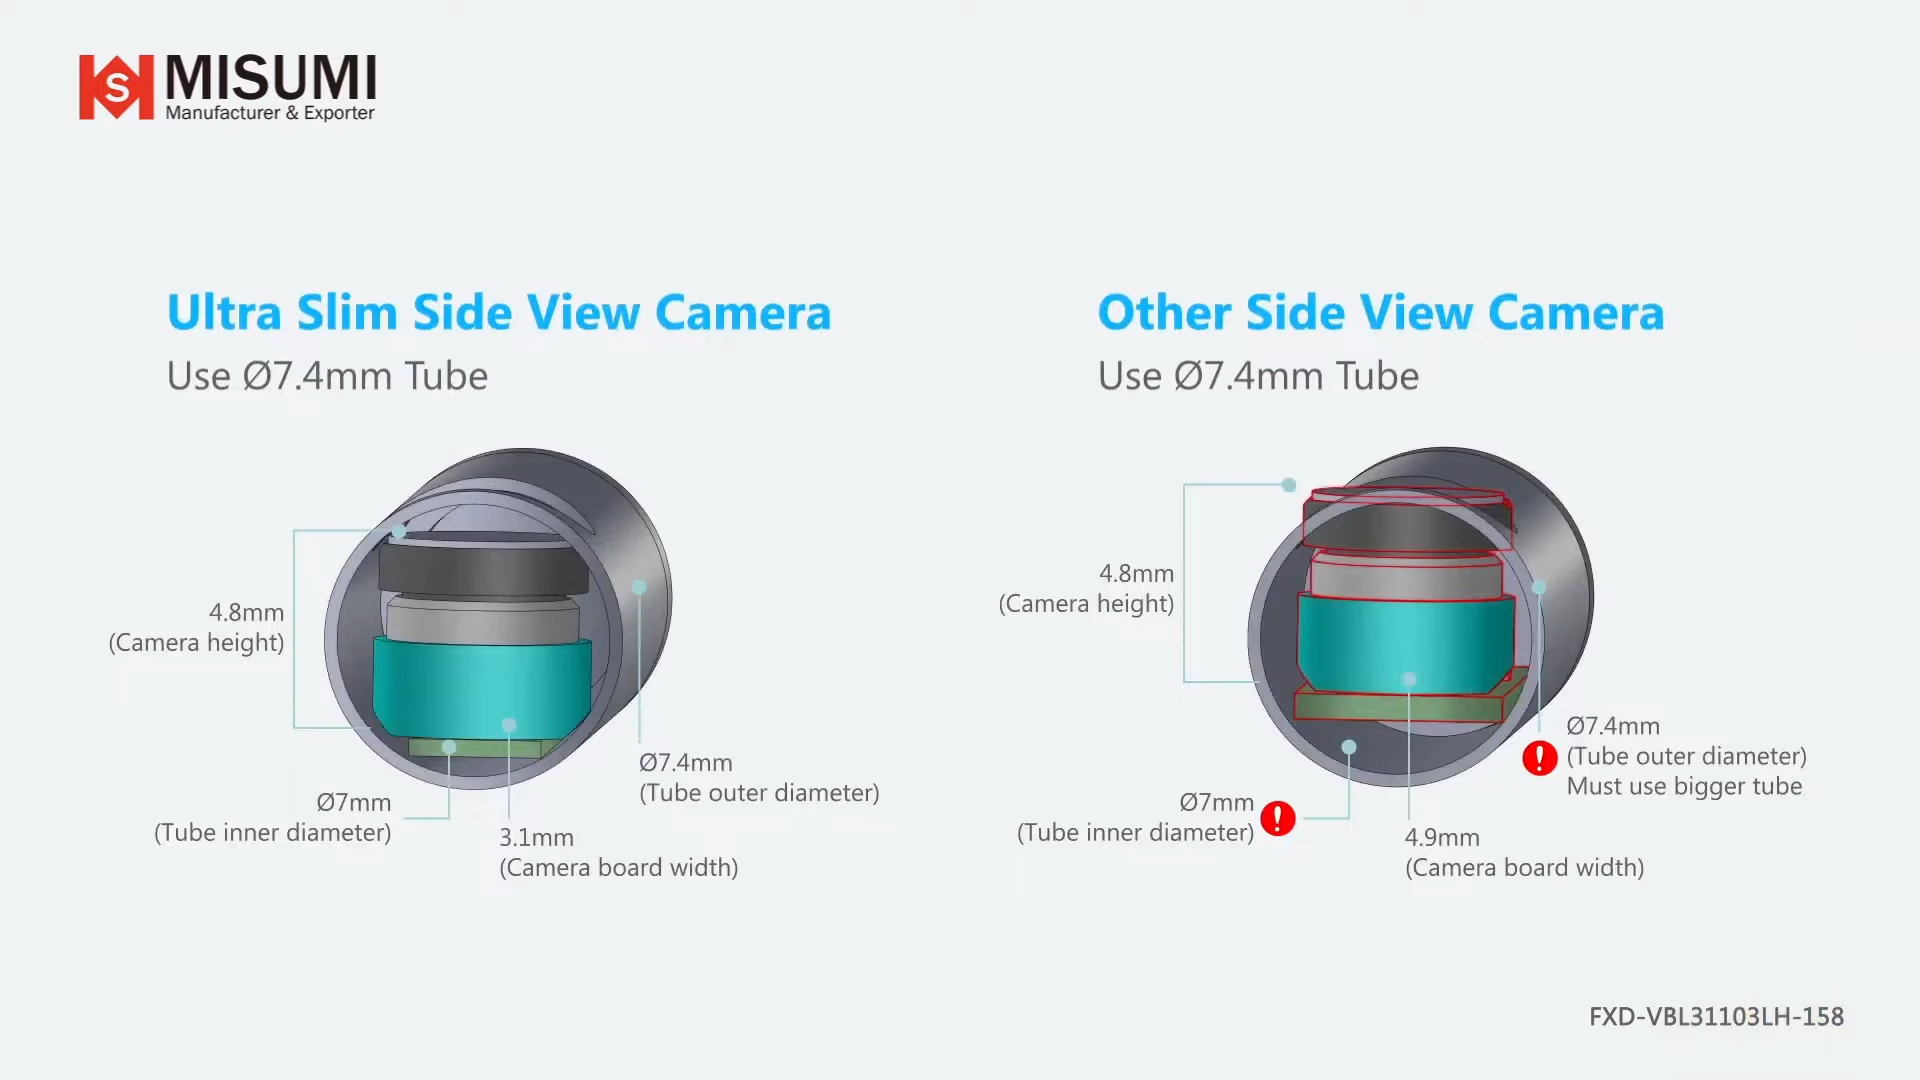 S
MISUMI
Manufacturer & Exporter
Ultra Slim Side View Camera
Use Ø7.4mm Tube
4.8mm
(Camera height)
Ø7mm
(Tube inner diameter)
3.1mm
(Camera board width)
Ø7.4mm
(Tube outer diameter)
Other Side View Camera
Use Ø7.4mm Tube
4.8mm
(Camera height)
Ø7mm
(Tube inner diameter)
!
4.9mm
(Camera board width)
!
Ø7.4mm
(Tube outer diameter)
Must use bigger tube
FXD-VBL31103LH-158